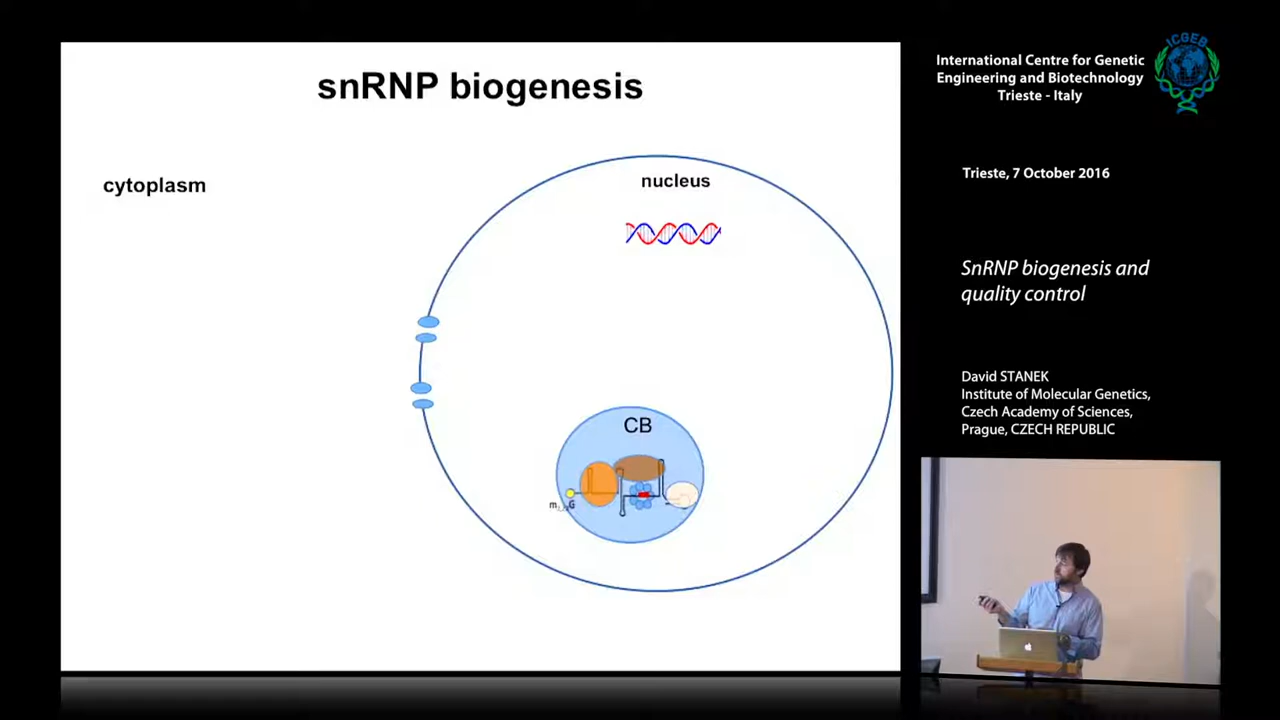 snRNP biogenesis
cytoplasm
nucleus
CB
ICGEB
International Centre for Genetic
Engineering and Biotechnology
Trieste - Italy
Trieste, 7 October 2016
SnRNP biogenesis and
quality control
David STANEK
Institute of Molecular Genetics,
Czech Academy of Sciences,
Prague, CZECH REPUBLIC